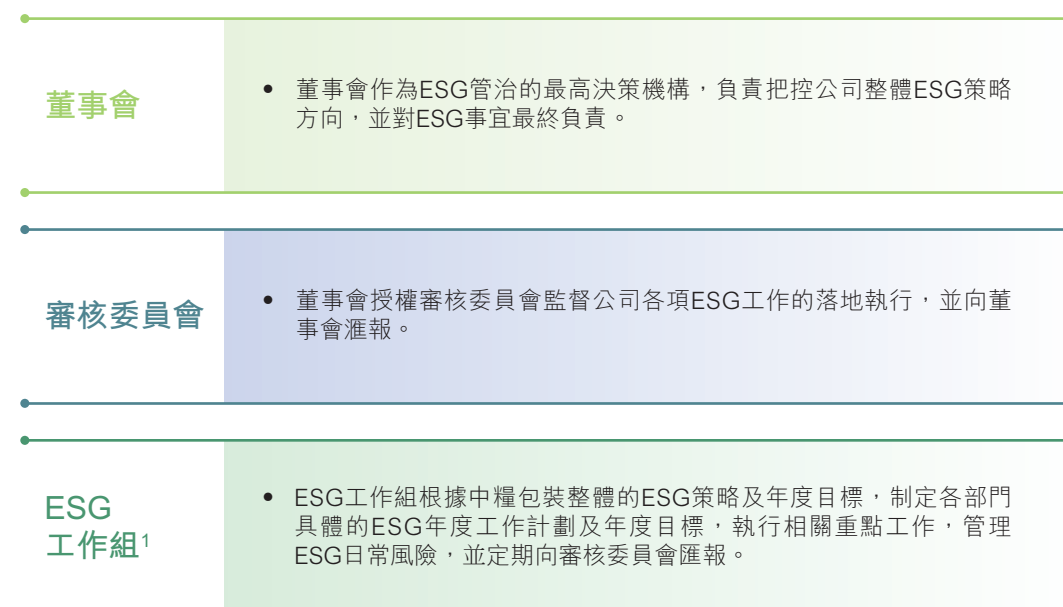 董事會
• 董事會作為ESG管治的最高決策機構，負責把控公司整體ESG策略
方向，並對ESG事宜最終負責。
審核委員會
• 董事會授權審核委員會監督公司各項ESG工作的落地執行，並向董
事會滙報。
ESG
工作組¹
• ESG工作組根據中糧包裝整體的ESG策略及年度目標，制定各部門
具體的ESG年度工作計劃及年度目標，執行相關重點工作，管理
ESG日常風險，並定期向審核委員會匯報。